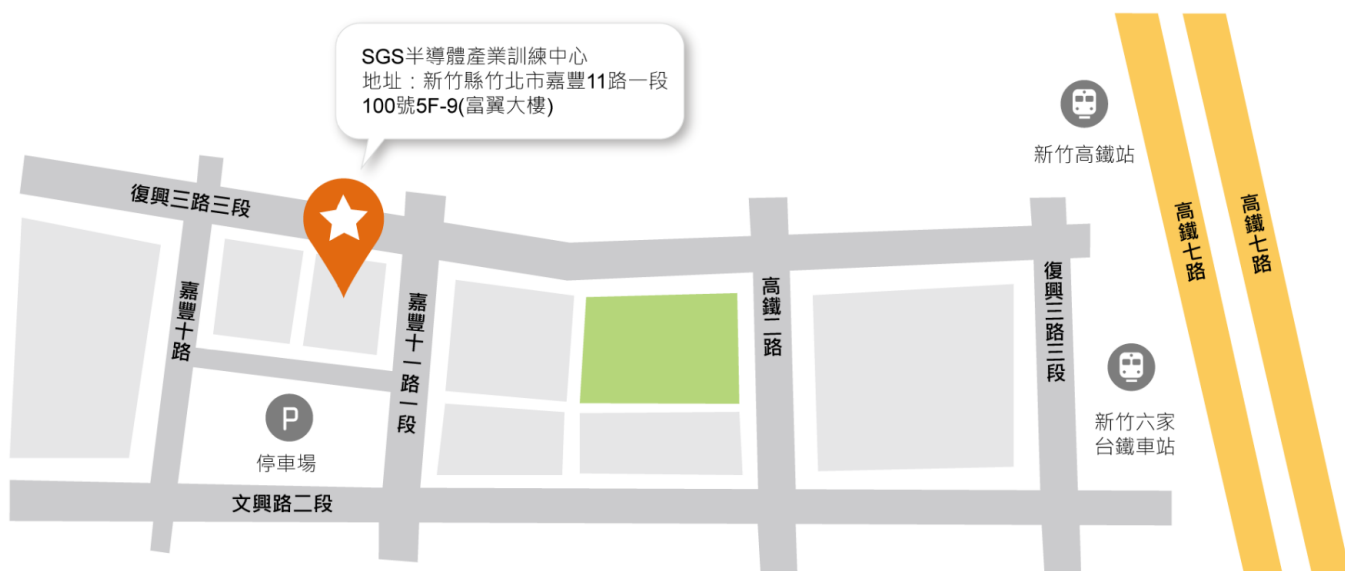 SGS半導體產業訓練中心
地址：新竹縣竹北市嘉豐11路一段
100號5F-9(富翼大樓)
新竹高鐵站
復興三路三段
高鐵七路
高鐵七路
嘉豐十路
嘉豐十一路一段
高鐵二路
復興三路三段
P
停車場
新竹六家
台鐵車站
文興路二段